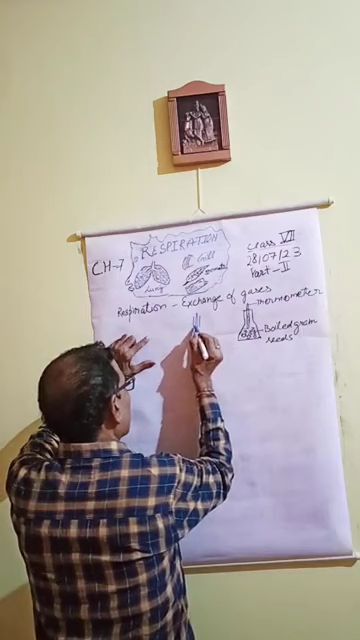 RESPIRATION
CH-7
Class VII
28/07/23
Part-II
Gill
Lung
Respiration - Exchange of gases
Thermometer
Boiled gram
seeds